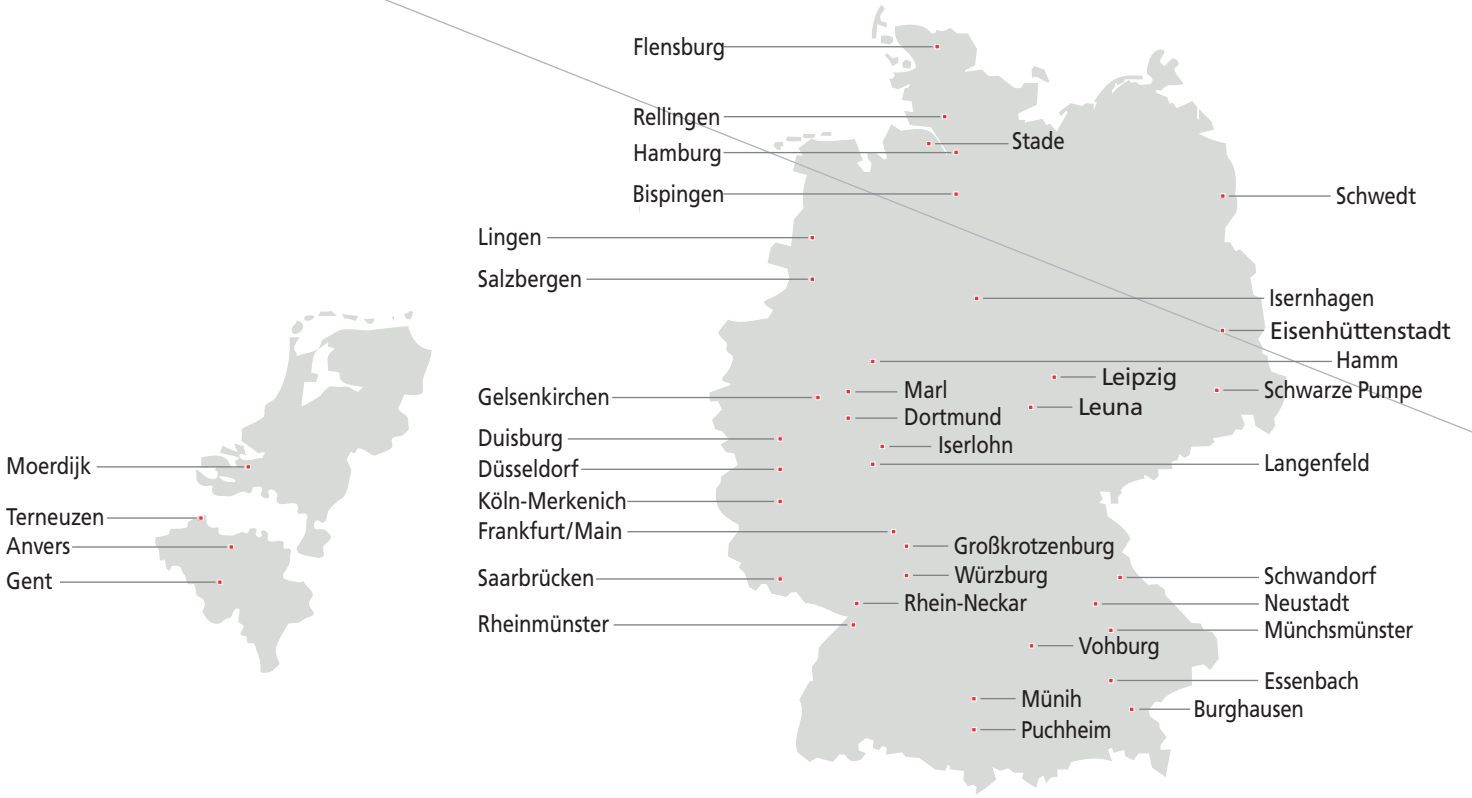 Flensburg
Rellingen
Stade
Hamburg
Bispingen
Schwedt
Lingen
Salzbergen
Isernhagen
Eisenhüttenstadt
Hamm
Leipzig
Marl
Schwarze Pumpe
Gelsenkirchen
Leuna
Dortmund
Duisburg
Iserlohn
Langenfeld
Moerdijk
Düsseldorf
Köln-Merkenich
Terneuzen
Frankfurt/Main
Anvers
Großkrotzenburg
Würzburg
Schwandorf
Saarbrücken
Gent
Rhein-Neckar
Neustadt
Rheinmünster
Münchsmünster
Vohburg
Essenbach
Münih
Burghausen
Puchheim